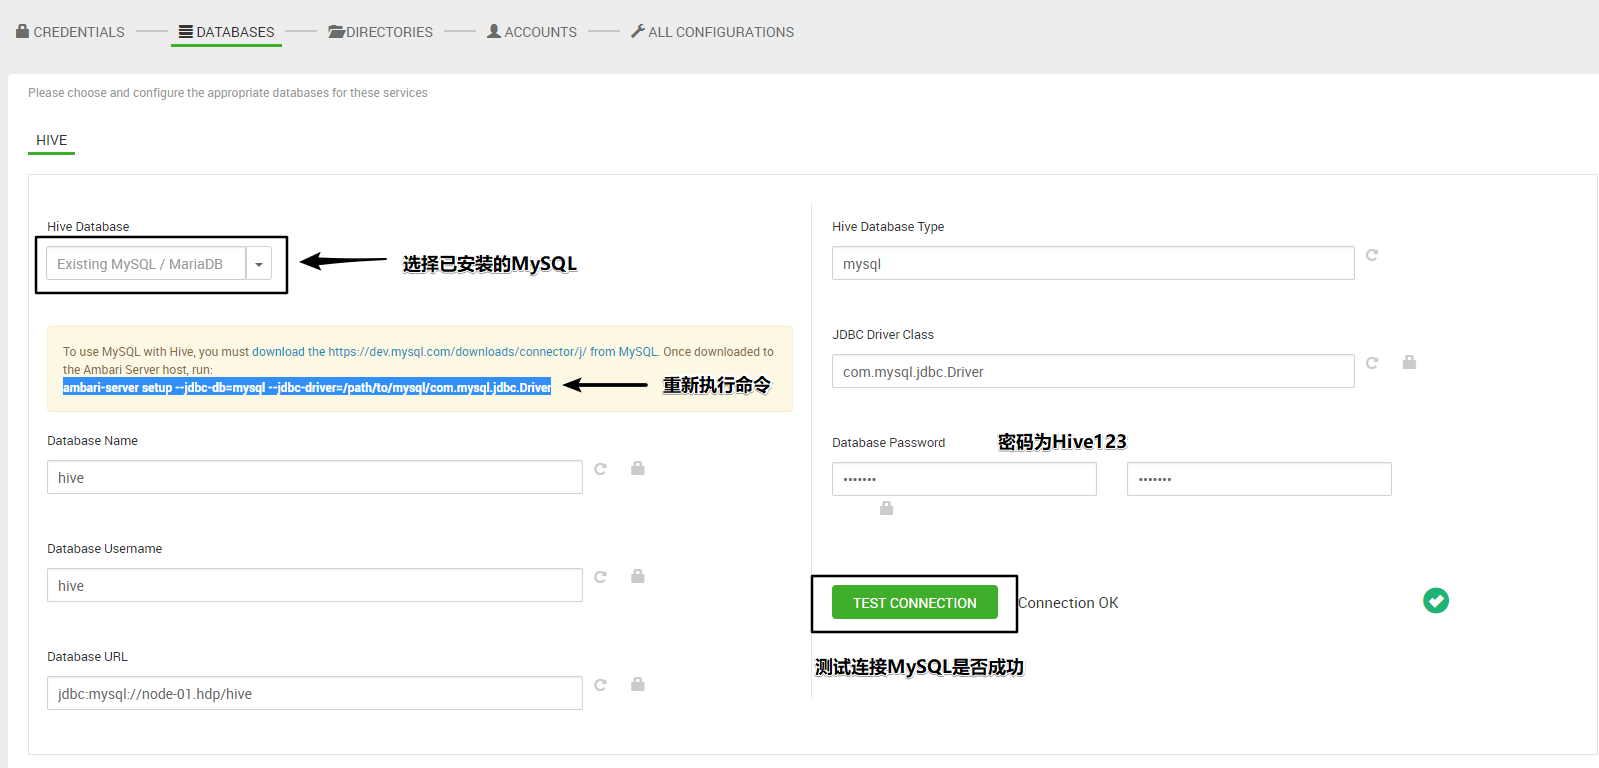 CREDENTIALS DATABASES DIRECTORIES ACCOUNTS ALL CONFIGURATIONS
Please choose and configure the appropriate databases for these services
HIVE
Hive Database
Existing MySQL / MariaDB
选择已安装的MySQL
To use MySQL with Hive, you must download the https://dev.mysql.com/downloads/connector/j/ from MySQL. Once downloaded to
the Ambari Server host, run:
ambari-server setup --jdbc-db=mysql --jdbc-driver=/path/to/mysql/com.mysql.jdbc.Driver
重新执行命令
Database Name
hive
Database Username
hive
Database URL
jdbc:mysql://node-01.hdp/hive
Hive Database Type
mysql
JDBC Driver Class
com.mysql.jdbc.Driver
Database Password
密码为Hive123
••••••• •••••••
TEST CONNECTION
Connection OK
测试连接MySQL是否成功